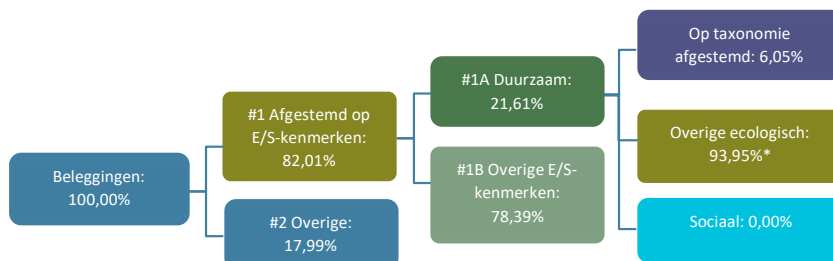 Beleggingen:
100,00%
#1 Afgestemd op
E/S-kenmerken:
82,01%
#2 Overige:
17,99%
#1A Duurzaam:
21,61%
#1B Overige E/S-
kenmerken:
78,39%
Op taxonomie
afgestemd: 6,05%
Overige ecologisch:
93,95%*
Sociaal: 0,00%